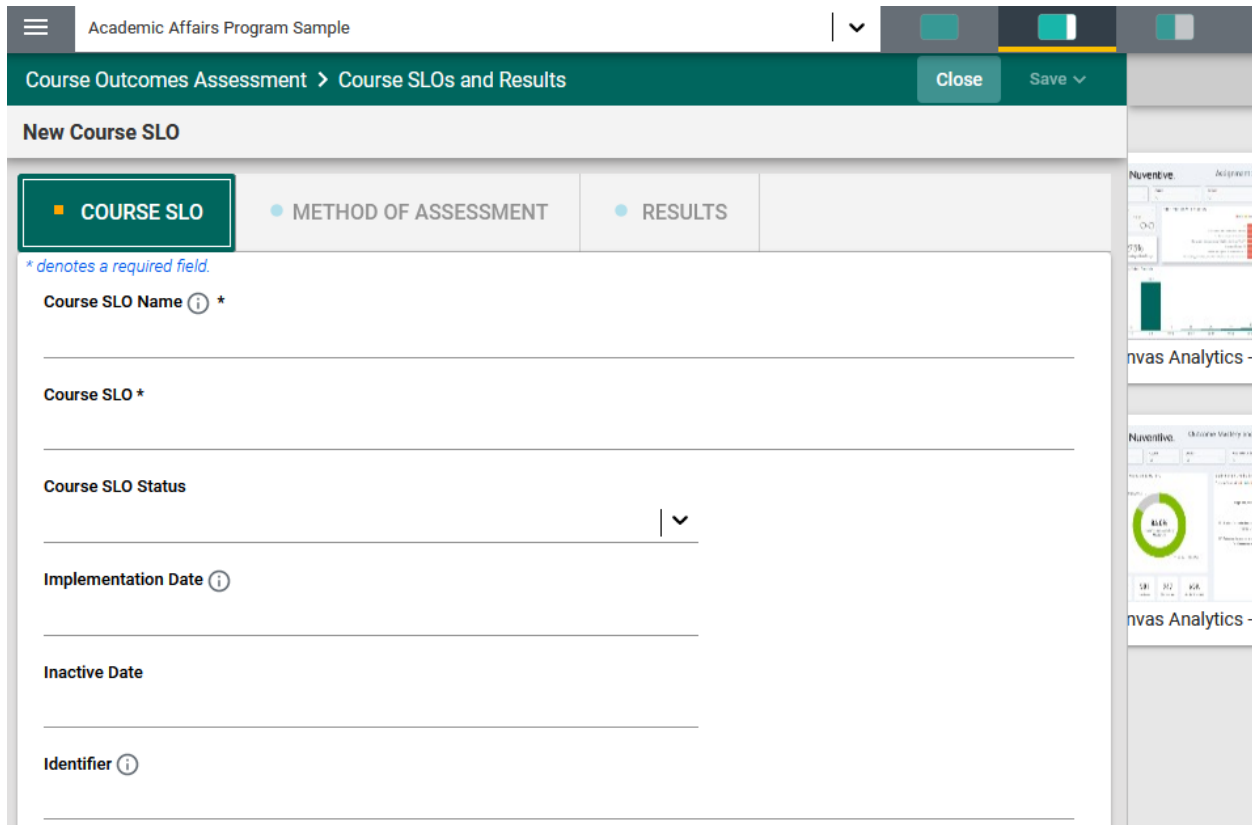 Academic Affairs Program Sample
Course Outcomes Assessment > Course SLOs and Results
Close
Save
New Course SLO
COURSE SLO
METHOD OF ASSESSMENT
RESULTS
* denotes a required field.
Course SLO Name *
Course SLO *
Course SLO Status
Implementation Date
Inactive Date
Identifier
Nuventive.
nvas Analytics -
Nuventive.
nvas Analytics -